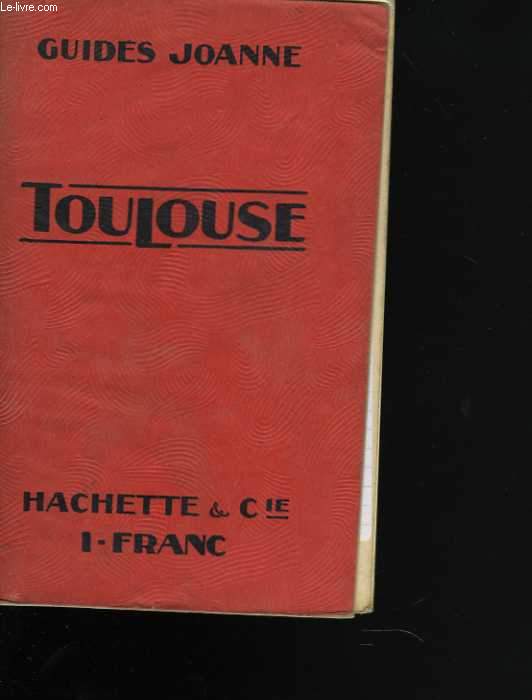 Le-livre.com
GUIDES JOANNE
TOULOUSE
HACHETTE & CIE
1-FRANC